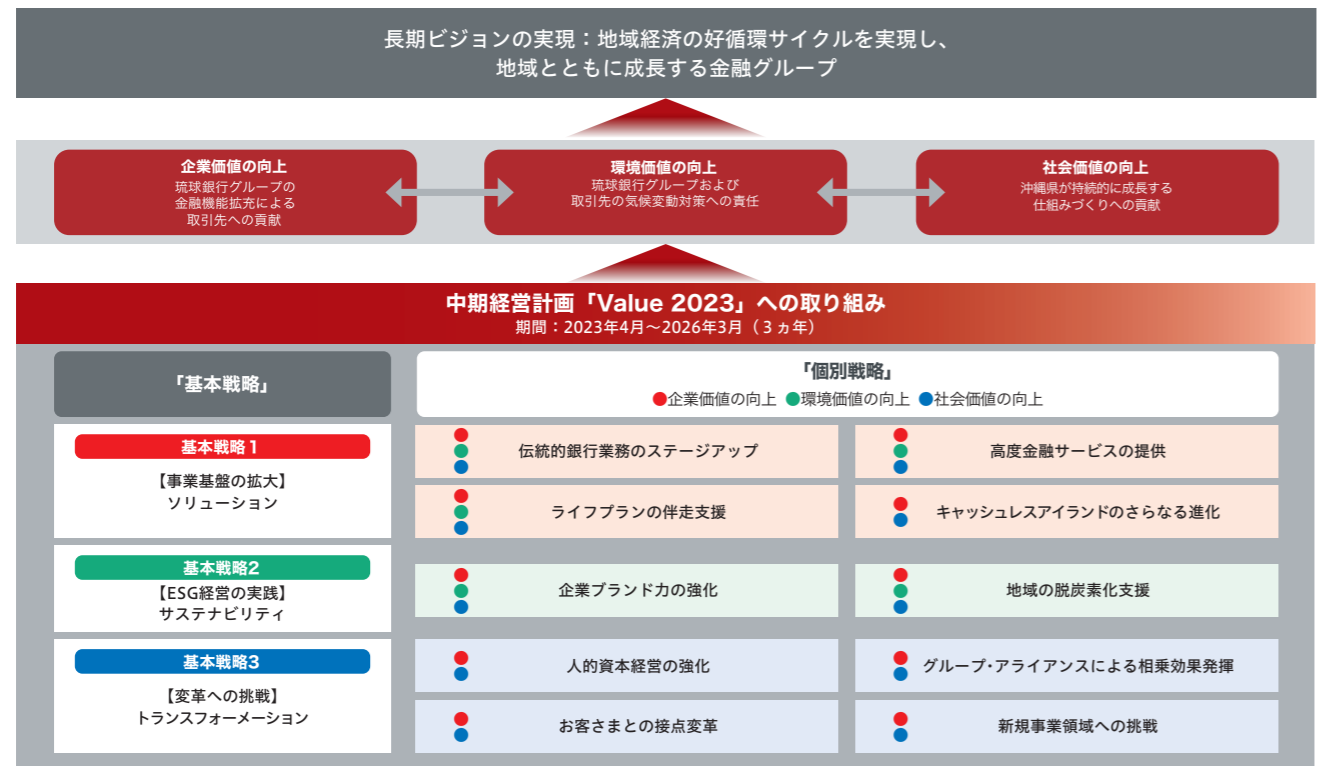 長期ビジョンの実現：地域経済の好循環サイクルを実現し、
地域とともに成長する金融グループ
企業価値の向上
琉球銀行グループの
金融機能拡充による
取引先への貢献
環境価値の向上
琉球銀行グループおよび
取引先の気候変動対策への責任
社会価値の向上
沖縄県が持続的に成長する
仕組みづくりへの貢献
中期経営計画「Value 2023」への取り組み
期間：2023年4月～2026年3月（３ヵ年）
「基本戦略」
「個別戦略」
●企業価値の向上 ●環境価値の向上 ●社会価値の向上
基本戦略１
【事業基盤の拡大】
ソリューション
伝統的銀行業務のステージアップ
高度金融サービスの提供
ライフプランの伴走支援
キャッシュレスアイランドのさらなる進化
基本戦略2
【ESG経営の実践】
サステナビリティ
企業ブランド力の強化
地域の脱炭素化支援
基本戦略3
【変革への挑戦】
トランスフォーメーション
人的資本経営の強化
グループ・アライアンスによる相乗効果発揮
お客さまとの接点変革
新規事業領域への挑戦